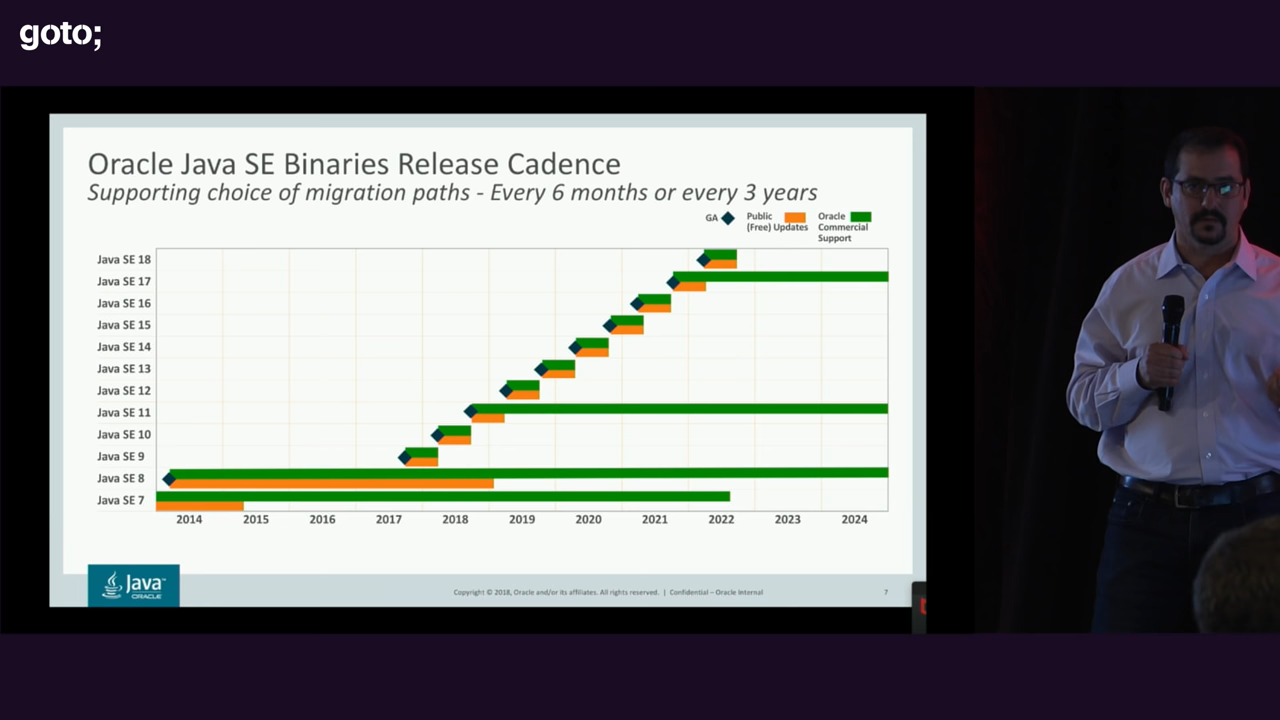 goto;
Oracle Java SE Binaries Release Cadence
Supporting choice of migration paths - Every 6 months or every 3 years
GA
Public
(Free) Updates
Oracle
Commercial
Support
Java SE 18
Java SE 17
Java SE 16
Java SE 15
Java SE 14
Java SE 13
Java SE 12
Java SE 11
Java SE 10
Java SE 9
Java SE 8
Java SE 7
2014 2015 2016 2017 2018 2019 2020 2021 2022 2023 2024
Java™
ORACLE
Copyright © 2018, Oracle and/or its affiliates. All rights reserved. | Confidential – Oracle Internal
7